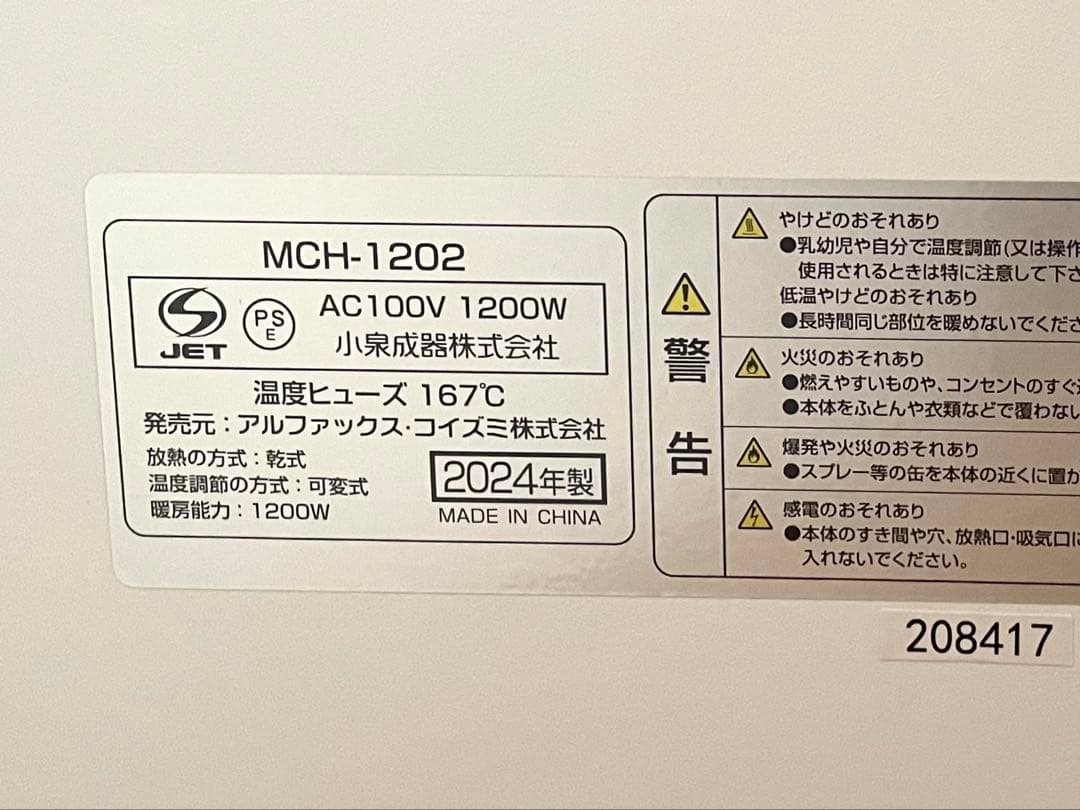 MCH-1202
JET
PS
E
AC100V 1200W
小泉成器株式会社
温度ヒューズ 167℃
発売元：アルファックス・コイズミ株式会社
放熱の方式：乾式
温度調節の方式：可変式
暖房能力：1200W
2024年製
MADE IN CHINA
警告
やけどのおそれあり
●乳幼児や自分で温度調節(又は操作
使用されるときは特に注意して下さ
低温やけどのおそれあり
●長時間同じ部位を暖めないでくださ
火災のおそれあり
●燃えやすいものや、コンセントのすぐ
●本体をふとんや衣類などで覆わない
爆発や火災のおそれあり
●スプレー等の缶を本体の近くに置か
感電のおそれあり
●本体のすき間や穴、放熱口・吸気口に
入れないでください。
208417